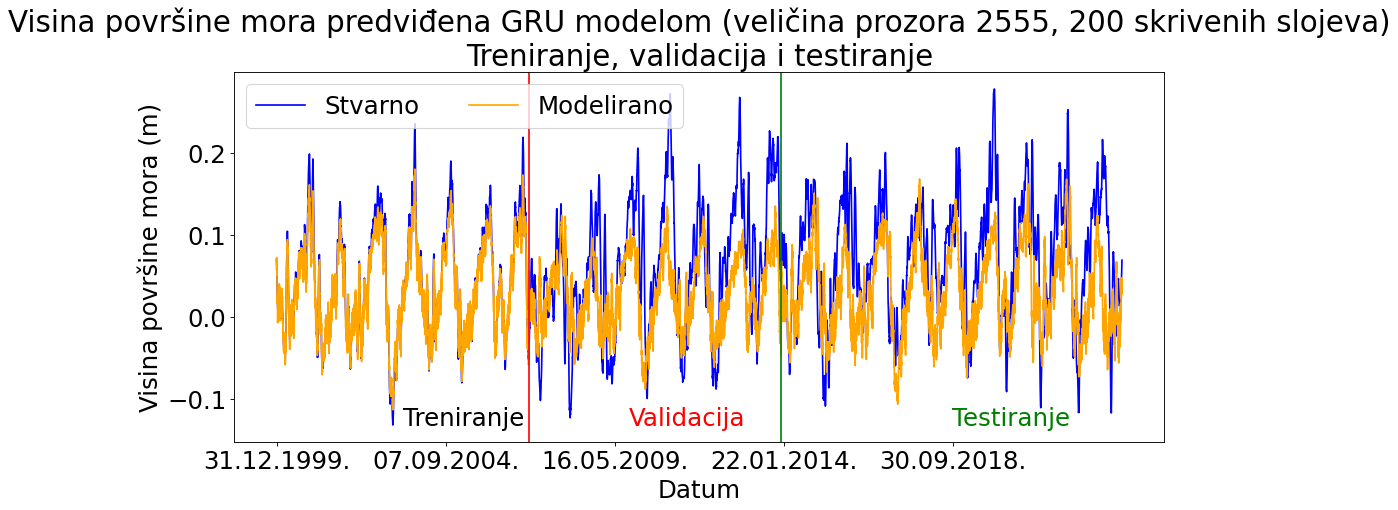 Visina površine mora predviđena GRU modelom (veličina prozora 2555, 200 skrivenih slojeva)
Treniranje, validacija i testiranje
Stvarno
Modelirano
Visina površine mora (m)
0.2
0.1
0.0
−0.1
Treniranje
Validacija
Testiranje
31.12.1999.
07.09.2004.
16.05.2009.
22.01.2014.
30.09.2018.
Datum